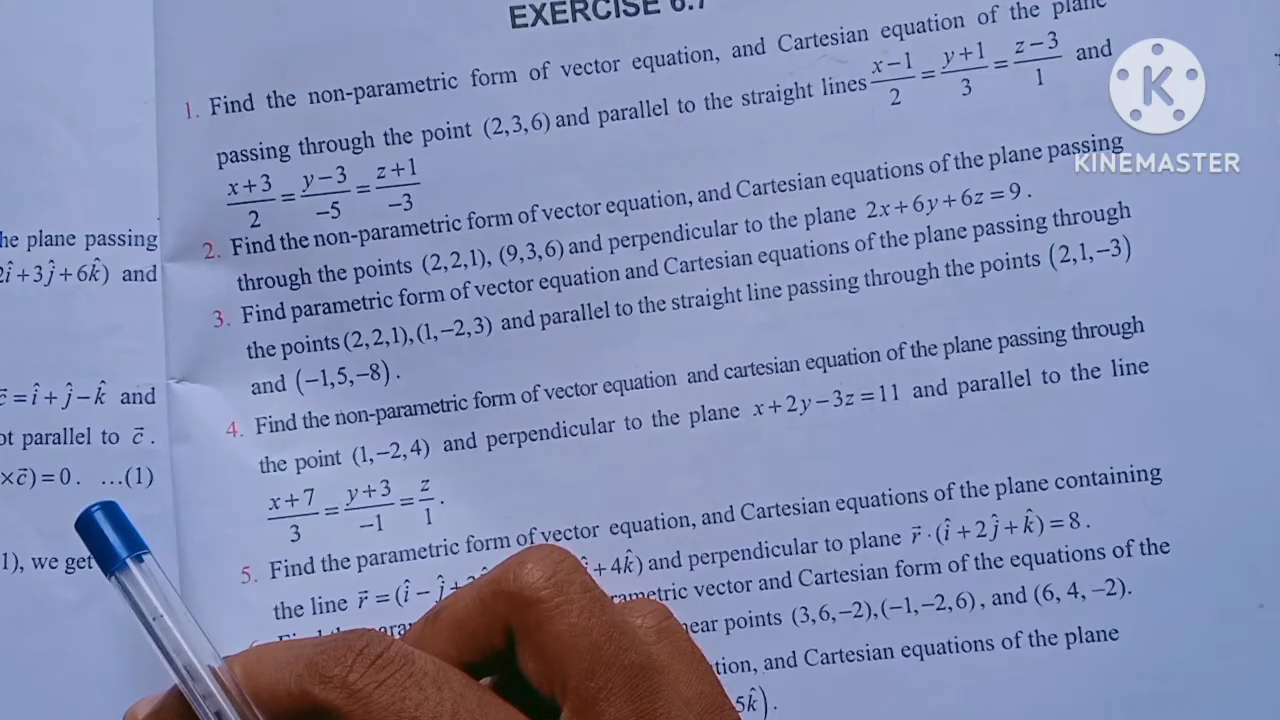 EXERCISE 6.7
1. Find the non-parametric form of vector equation, and Cartesian equation of the plane
passing through the point (2,3,6) and parallel to the straight lines (x−1)/2 = (y+1)/3 = (z−3)/1 and
(x+3)/2 = (y−3)/−5 = (z+1)/−3
2. Find the non-parametric form of vector equation, and Cartesian equations of the plane passing
through the points (2,2,1), (9,3,6) and perpendicular to the plane 2x+6y+6z=9.
3. Find parametric form of vector equation and Cartesian equations of the plane passing through
the points (2,2,1),(1,−2,3) and parallel to the straight line passing through the points (2,1,−3)
and (−1,5,−8).
4. Find the non-parametric form of vector equation and cartesian equation of the plane passing through
the point (1,−2,4) and perpendicular to the plane x+2y−3z=11 and parallel to the line
(x+7)/3 = (y+3)/−1 = z/1.
5. Find the parametric form of vector equation, and Cartesian equations of the plane containing
the line r⃗ = (î − ĵ + +4k̂) and perpendicular to plane r⃗·(î+2ĵ+k̂)=8.
vector and Cartesian form of the equations of the
points (3,6,−2),(−1,−2,6), and (6,4,−2).
and Cartesian equations of the plane
5k̂).
he plane passing
î+3ĵ+6k̂) and
c⃗=î+ĵ−k̂ and
parallel to c⃗.
×c⃗)=0. ...(1)
1), we get
K
KINEMASTER